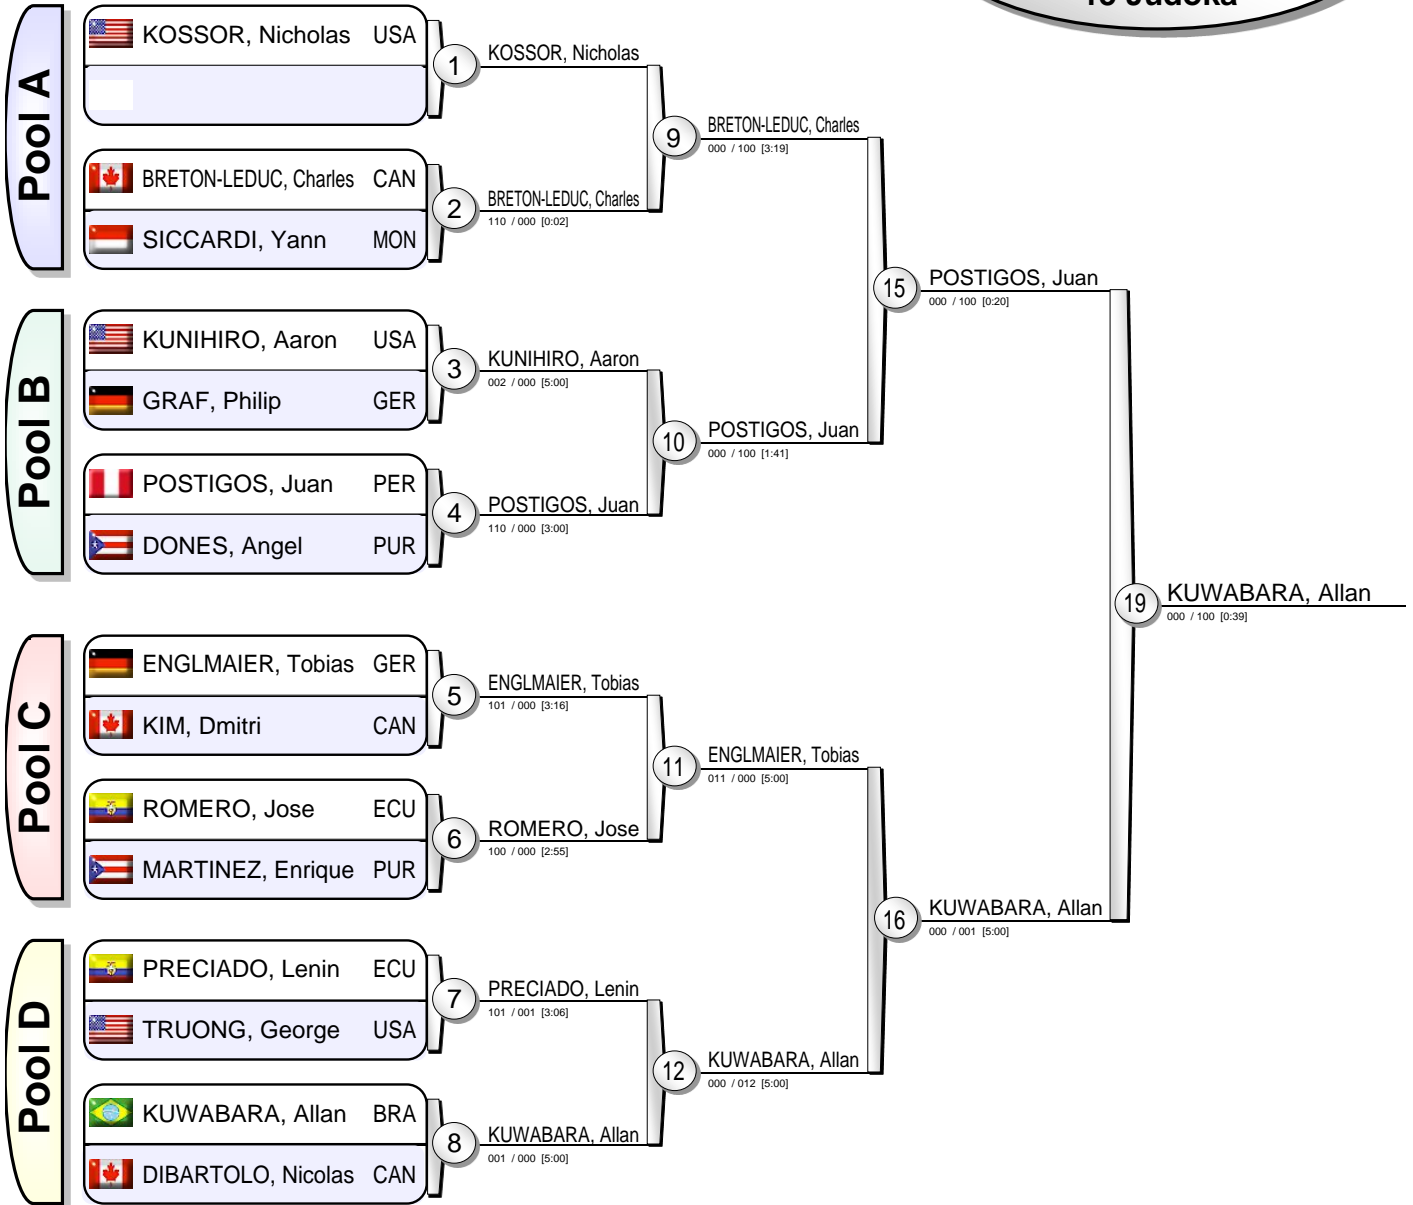 15 Judoka
Pool A
KOSSOR, Nicholas USA
1
KOSSOR, Nicholas
BRETON-LEDUC, Charles CAN
SICCARDI, Yann MON
2
BRETON-LEDUC, Charles
110 / 000 [0:02]
9
BRETON-LEDUC, Charles
000 / 100 [3:19]
Pool B
KUNIHIRO, Aaron USA
GRAF, Philip GER
3
KUNIHIRO, Aaron
002 / 000 [5:00]
POSTIGOS, Juan PER
DONES, Angel PUR
4
POSTIGOS, Juan
110 / 000 [3:00]
10
POSTIGOS, Juan
000 / 100 [1:41]
15
POSTIGOS, Juan
000 / 100 [0:20]
Pool C
ENGLMAIER, Tobias GER
KIM, Dmitri CAN
5
ENGLMAIER, Tobias
101 / 000 [3:16]
ROMERO, Jose ECU
MARTINEZ, Enrique PUR
6
ROMERO, Jose
100 / 000 [2:55]
11
ENGLMAIER, Tobias
011 / 000 [5:00]
Pool D
PRECIADO, Lenin ECU
TRUONG, George USA
7
PRECIADO, Lenin
101 / 001 [3:06]
KUWABARA, Allan BRA
DIBARTOLO, Nicolas CAN
8
KUWABARA, Allan
001 / 000 [5:00]
12
KUWABARA, Allan
000 / 012 [5:00]
16
KUWABARA, Allan
000 / 001 [5:00]
19
KUWABARA, Allan
000 / 100 [0:39]